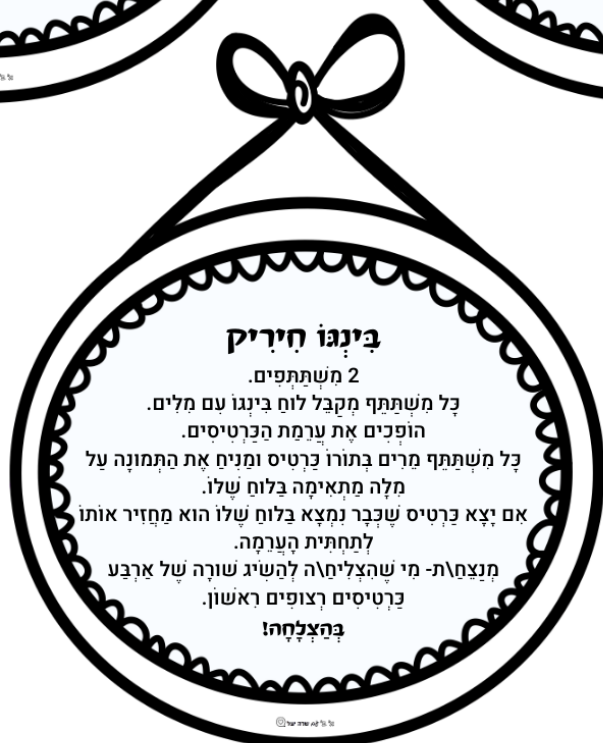 בִּינְגּוֹ חִירִיק
2 מִשְׁתַּתְּפִים.
כָּל מִשְׁתַּתֵּף מְקַבֵּל לוּחַ בִּינְגוֹ עִם מִלִּים.
הוֹפְכִים אֶת עֲרֵמַת הַכַּרְטִיסִים.
כָּל מִשְׁתַּתֵּף מֵרִים בְּתוֹרוֹ כַּרְטִיס וּמַנִּיחַ אֶת הַתְּמוּנָה עַל
מִלָּה מַתְאִימָה בַּלּוּחַ שֶׁלּוֹ.
אִם יָצָא כַּרְטִיס שֶׁכְּבָר נִמְצָא בַּלּוּחַ שֶׁלּוֹ הוּא מַחֲזִיר אוֹתוֹ
לְתַחְתִּית הָעֲרֵמָה.
מְנַצֵּחַ\ת- מִי שֶׁהִצְלִיחַ\ה לְהַשִּׂיג שׁוּרָה שֶׁל אַרְבַּע
כַּרְטִיסִים רְצוּפִים רִאשׁוֹן.
בְּהַצְלָחָה!